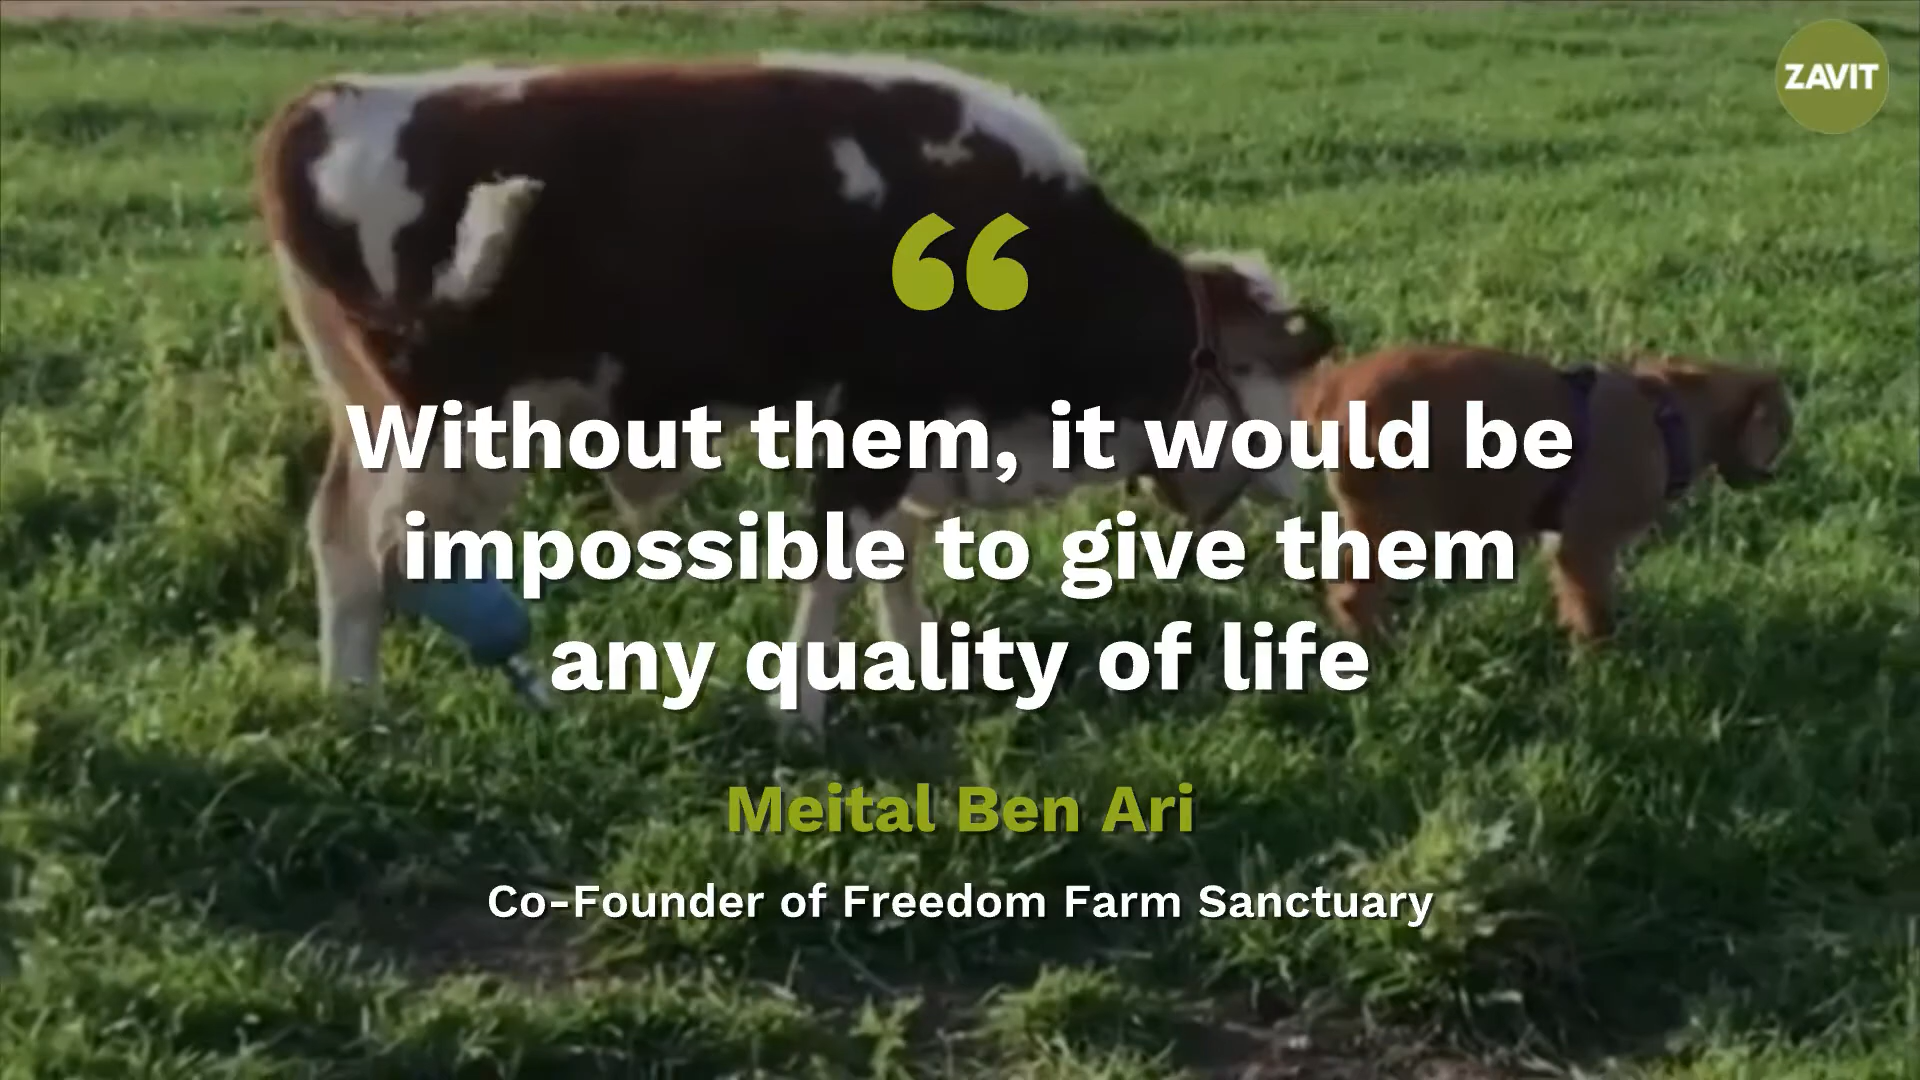 ZAVIT
“
Without them, it would be
impossible to give them
any quality of life
Meital Ben Ari
Co-Founder of Freedom Farm Sanctuary